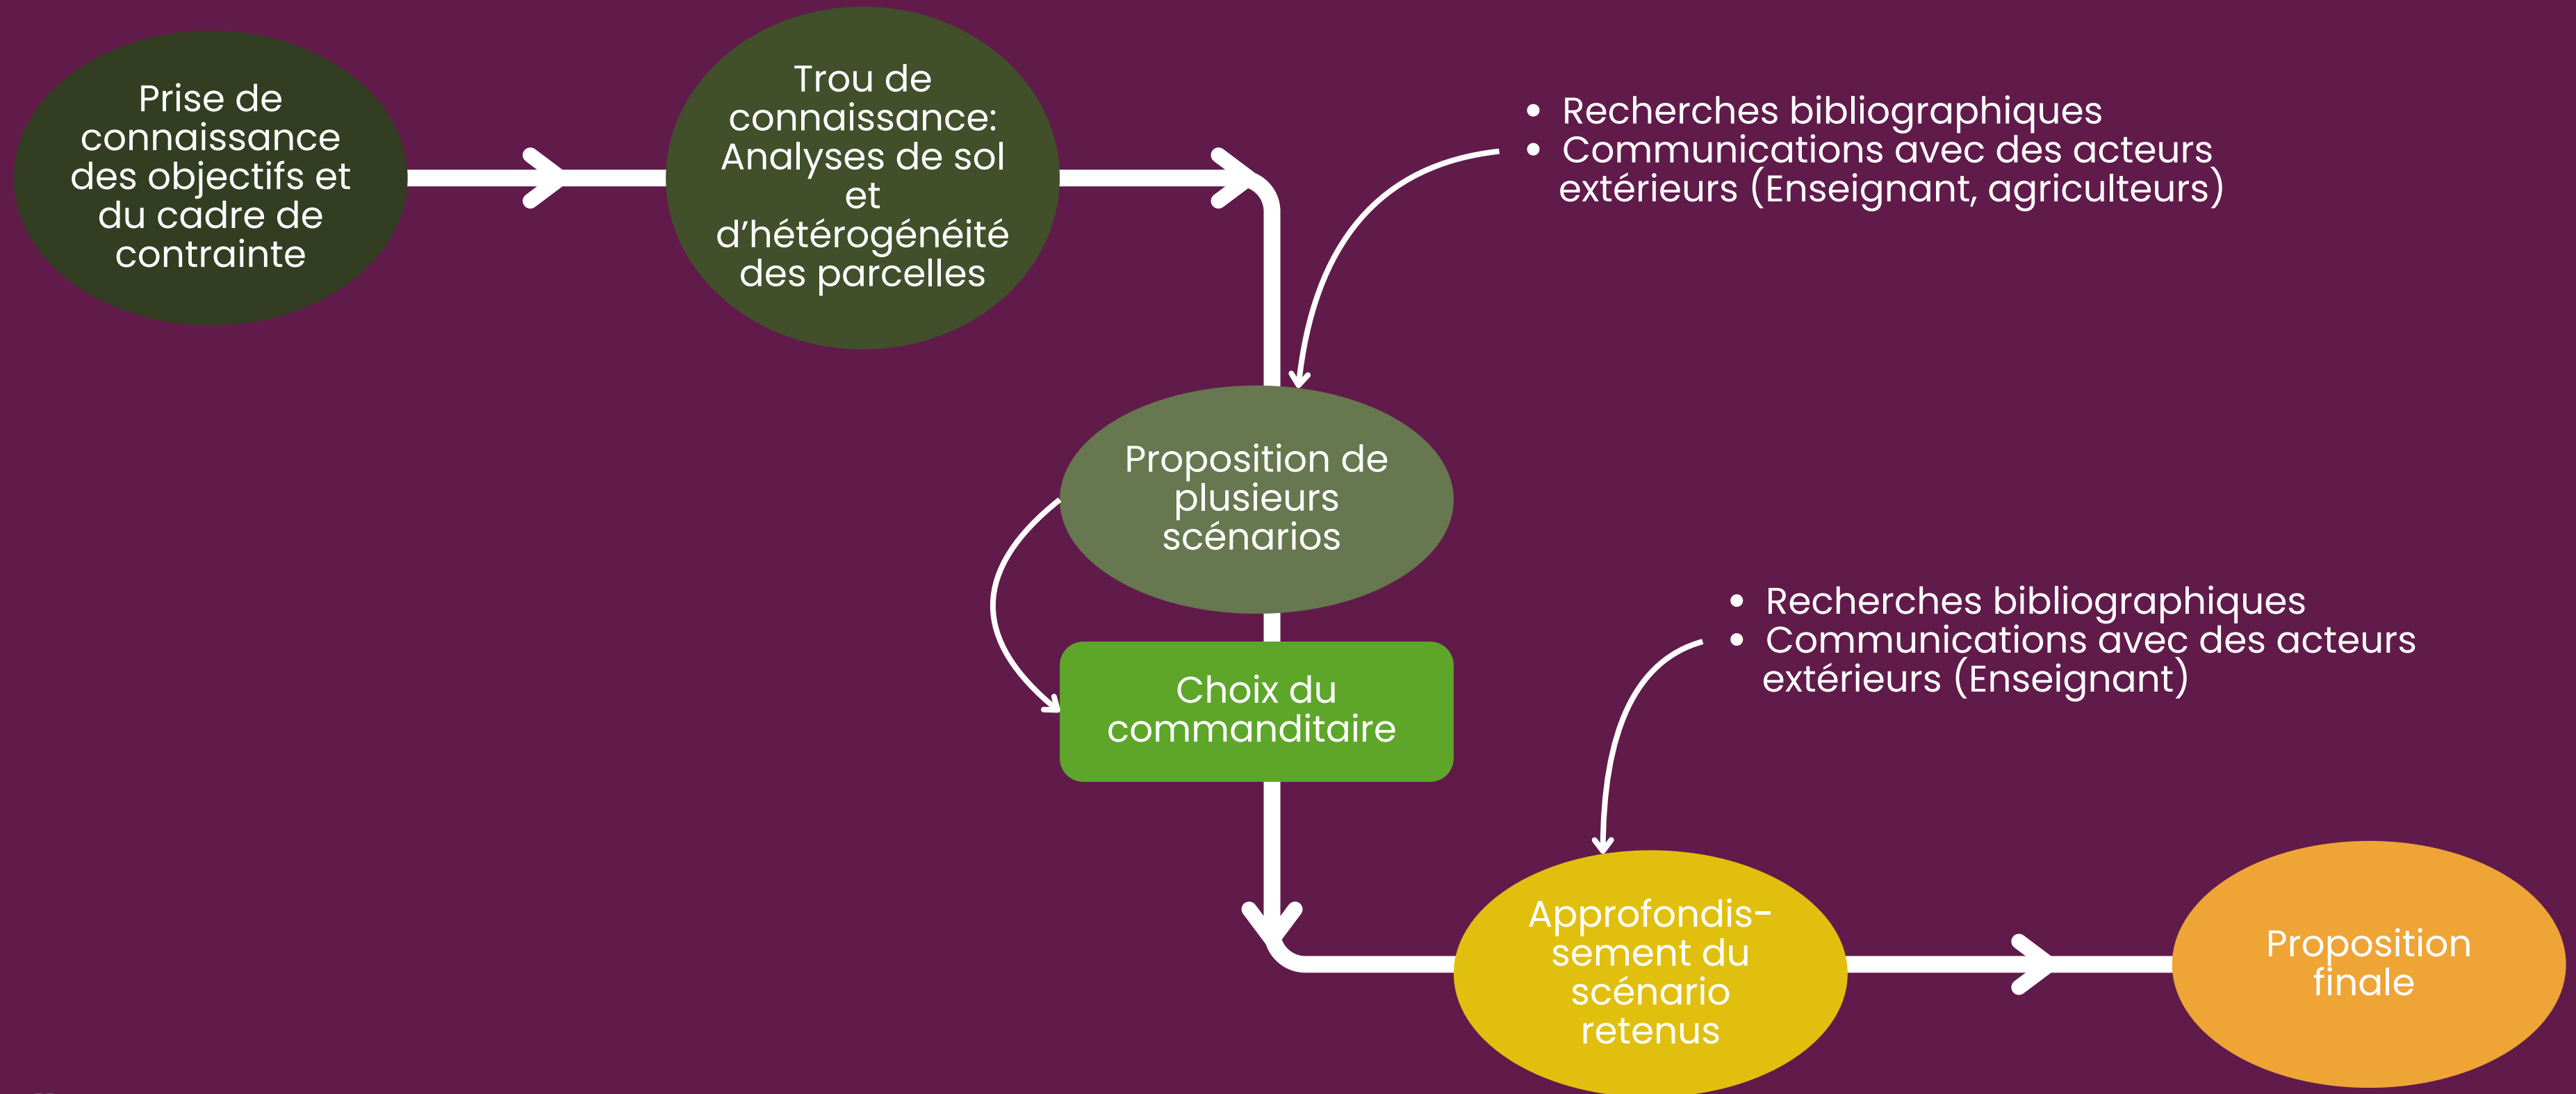 Prise de
connaissance
des objectifs et
du cadre de
contrainte
Trou de
connaissance:
Analyses de sol
et
d'hétérogénéité
des parcelles
• Recherches bibliographiques
• Communications avec des acteurs
extérieurs (Enseignant, agriculteurs)
Proposition de
plusieurs
scénarios
Choix du
commanditaire
• Recherches bibliographiques
• Communications avec des acteurs
extérieurs (Enseignant)
Approfondis-
sement du
scénario
retenus
Proposition
finale